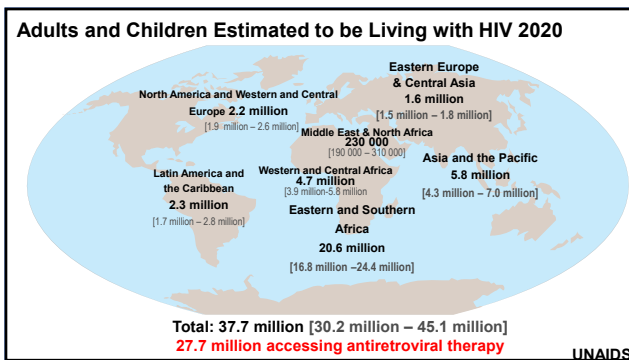 Adults and Children Estimated to be Living with HIV 2020
Eastern Europe
& Central Asia
1.6 million
[1.5 million – 1.8 million]
North America and Western and Central
Europe 2.2 million
[1.9 million – 2.6 million]
Middle East & North Africa
230 000
[190 000 – 310 000]
Asia and the Pacific
5.8 million
[4.3 million – 7.0 million]
Western and Central Africa
4.7 million
[3.9 million-5.8 million
Latin America and
the Caribbean
2.3 million
[1.7 million – 2.8 million]
Eastern and Southern
Africa
20.6 million
[16.8 million –24.4 million]
Total: 37.7 million [30.2 million – 45.1 million]
27.7 million accessing antiretroviral therapy
UNAIDS